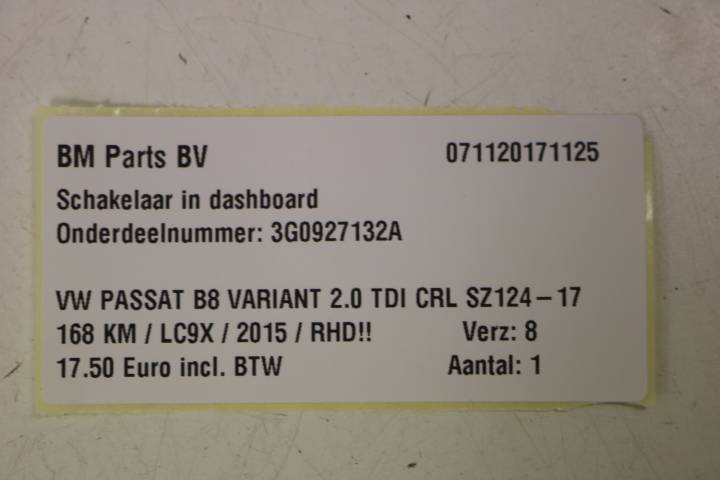 BM Parts BV 071120171125
Schakelaar in dashboard
Onderdeelnummer: 3G0927132A
VW PASSAT B8 VARIANT 2.0 TDI CRL SZ124-17
168 KM / LC9X / 2015 / RHD!! Verz: 8
17.50 Euro incl. BTW Aantal: 1